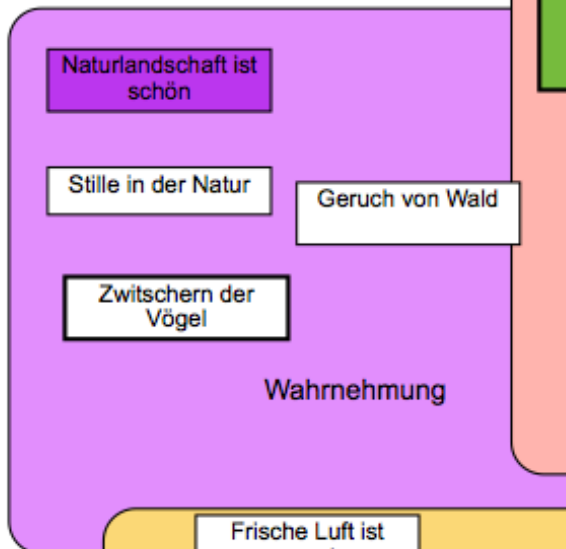 Naturlandschaft ist
schön
Stille in der Natur
Geruch von Wald
Zwitschern der
Vögel
Wahrnehmung
Frische Luft ist